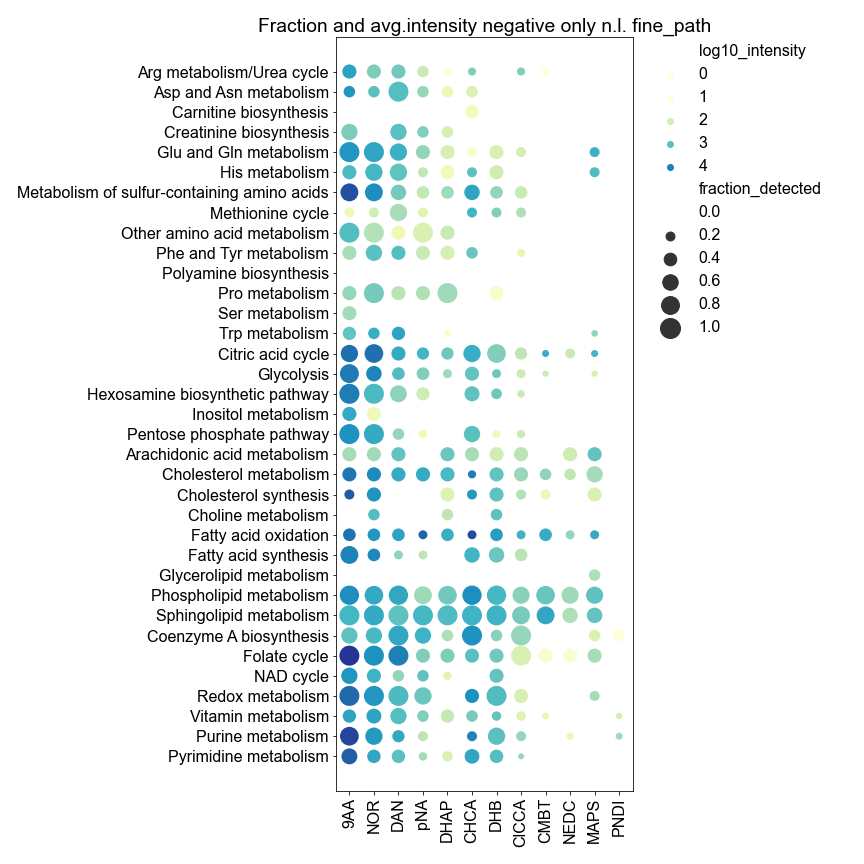 Fraction and avg.intensity negative only n.l. fine_path
Arg metabolism/Urea cycle
Asp and Asn metabolism
Carnitine biosynthesis
Creatinine biosynthesis
Glu and Gln metabolism
His metabolism
Metabolism of sulfur-containing amino acids
Methionine cycle
Other amino acid metabolism
Phe and Tyr metabolism
Polyamine biosynthesis
Pro metabolism
Ser metabolism
Trp metabolism
Citric acid cycle
Glycolysis
Hexosamine biosynthetic pathway
Inositol metabolism
Pentose phosphate pathway
Arachidonic acid metabolism
Cholesterol metabolism
Cholesterol synthesis
Choline metabolism
Fatty acid oxidation
Fatty acid synthesis
Glycerolipid metabolism
Phospholipid metabolism
Sphingolipid metabolism
Coenzyme A biosynthesis
Folate cycle
NAD cycle
Redox metabolism
Vitamin metabolism
Purine metabolism
Pyrimidine metabolism
9AA
NOR
DAN
pNA
DHAP
CHCA
DHB
ClCCA
CMBT
NEDC
MAPS
PNDI
log10_intensity
0
1
2
3
4
fraction_detected
0.0
0.2
0.4
0.6
0.8
1.0